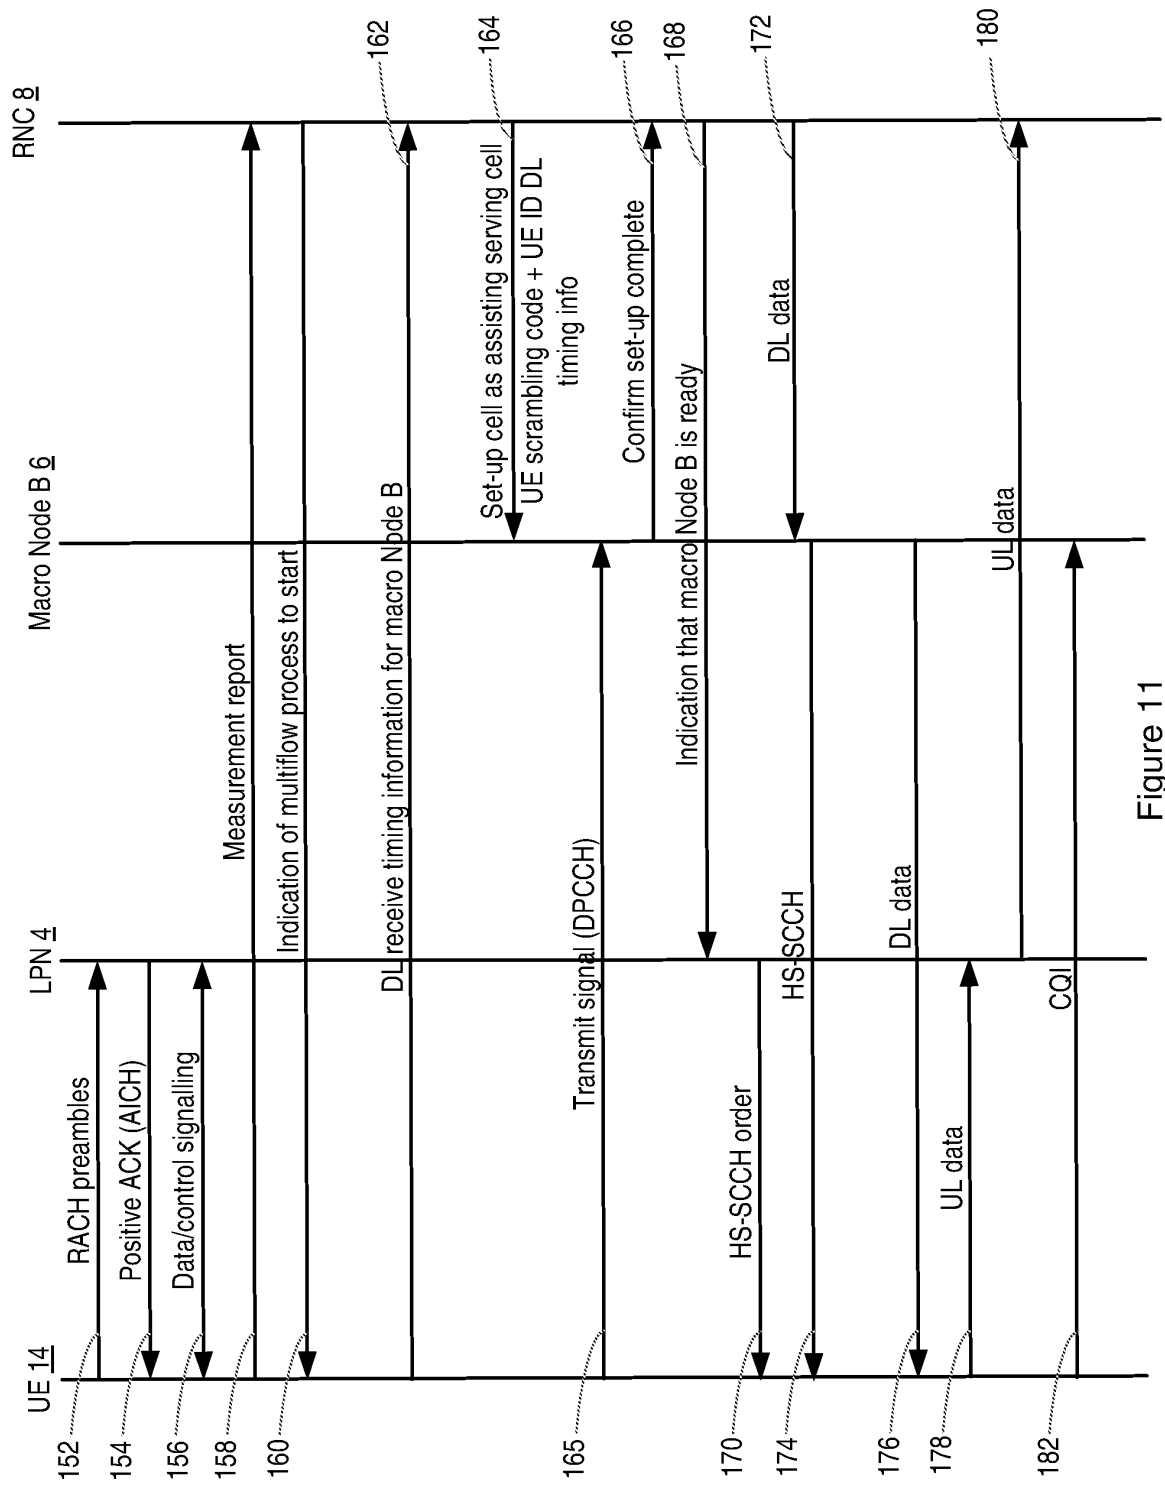 UE 14
LPN 4
Macro Node B 6
RNC 8
152
RACH preambles
154
Positive ACK (AICH)
156
Data/control signalling
158
Measurement report
160
Indication of multiflow process to start
162
DL receive timing information for macro Node B
164
Set-up cell as assisting serving cell
UE scrambling code + UE ID DL
timing info
165
Transmit signal (DPCCH)
166
Confirm set-up complete
168
Indication that macro Node B is ready
170
HS-SCCH order
172
DL data
174
HS-SCCH
176
DL data
178
UL data
180
UL data
182
CQI
Figure 11